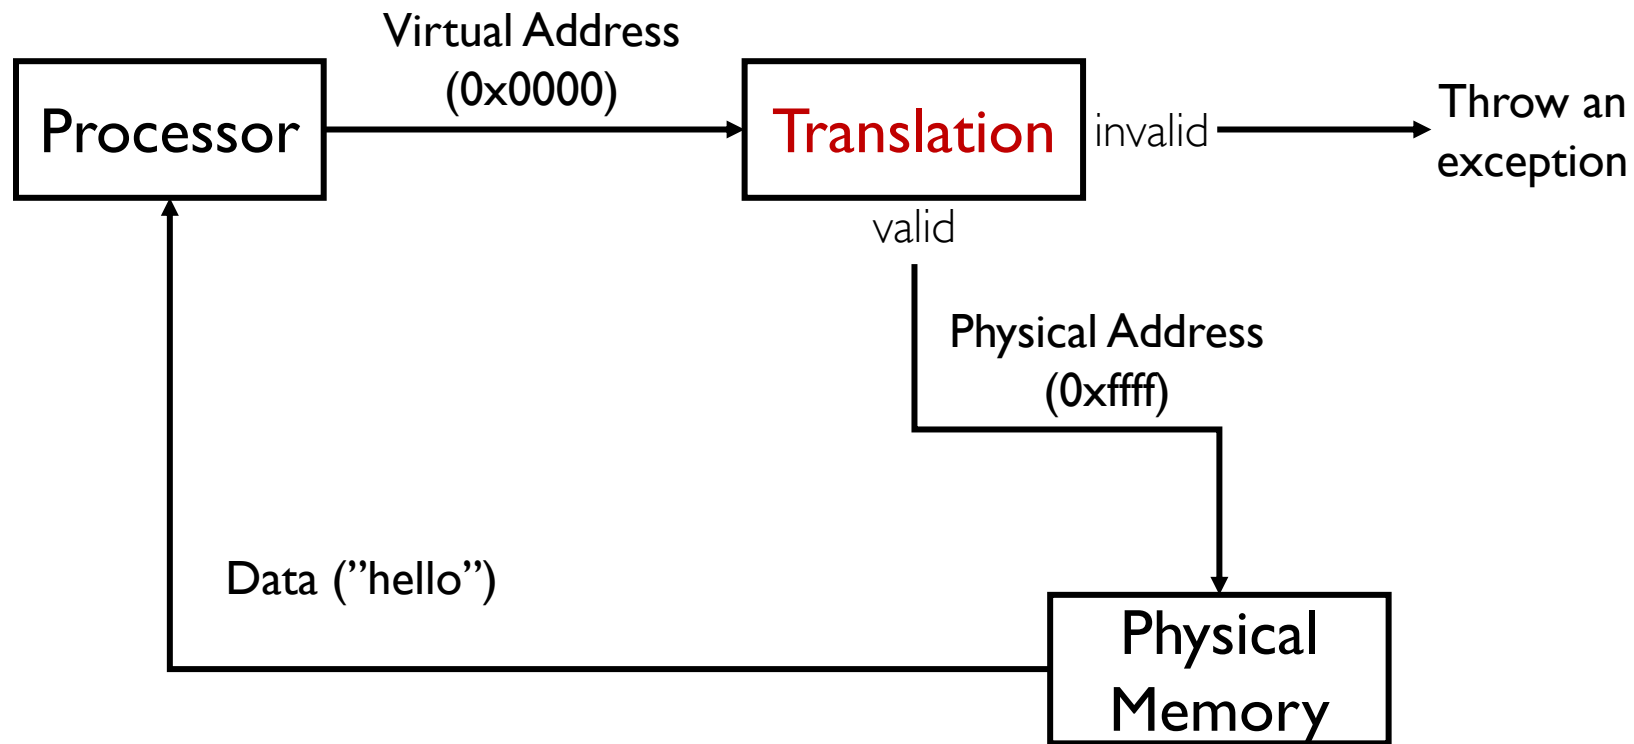 Virtual Address
(0x0000)
Processor
Translation
invalid
Throw an
exception
valid
Physical Address
(0xffff)
Data (”hello”)
Physical
Memory